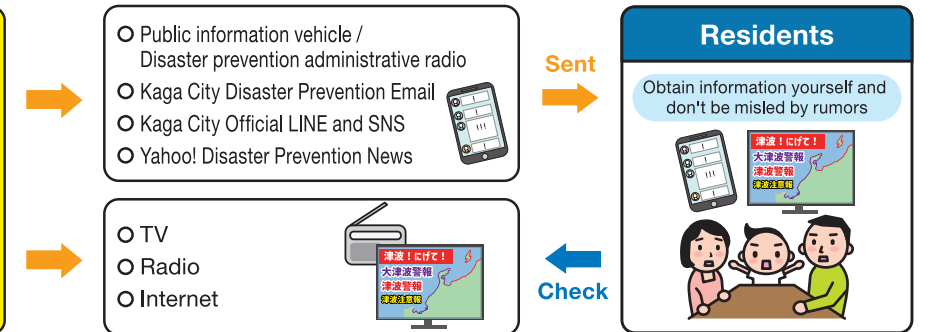 ○ Public information vehicle /
Disaster prevention administrative radio
○ Kaga City Disaster Prevention Email
○ Kaga City Official LINE and SNS
○ Yahoo! Disaster Prevention News
Sent
○ TV
○ Radio
○ Internet
津波！にげて！
大津波警報
津波警報
津波注意報
Check
Residents
Obtain information yourself and
don't be misled by rumors
津波！にげて！
大津波警報
津波警報
津波注意報